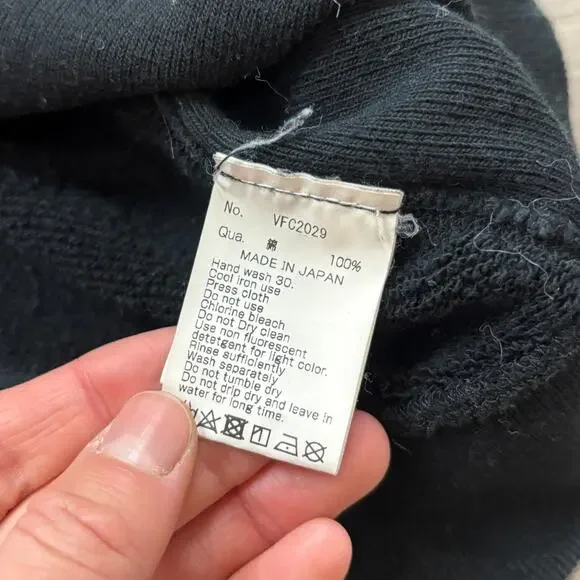 No. VFC2029
Qua. 綿 100%
MADE IN JAPAN
Hand wash 30.
Cool iron use
Press cloth
Do not use
Chlorine bleach
Do not Dry clean
Use non fluorescent
detetgant for light color.
Rinse sufficiently
Wash separately
Do not tumble dry
Do not drip dry and leave in
water for long time.